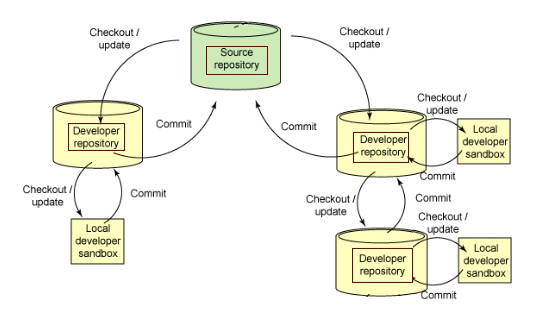 Checkout /
update
Source
repository
Checkout /
update
Developer
repository
Commit
Commit
Developer
repository
Checkout /
update
Local
developer
sandbox
Commit
Checkout /
update
Commit
Local
developer
sandbox
Checkout /
update
Commit
Developer
repository
Checkout /
update
Local
developer
sandbox
Commit